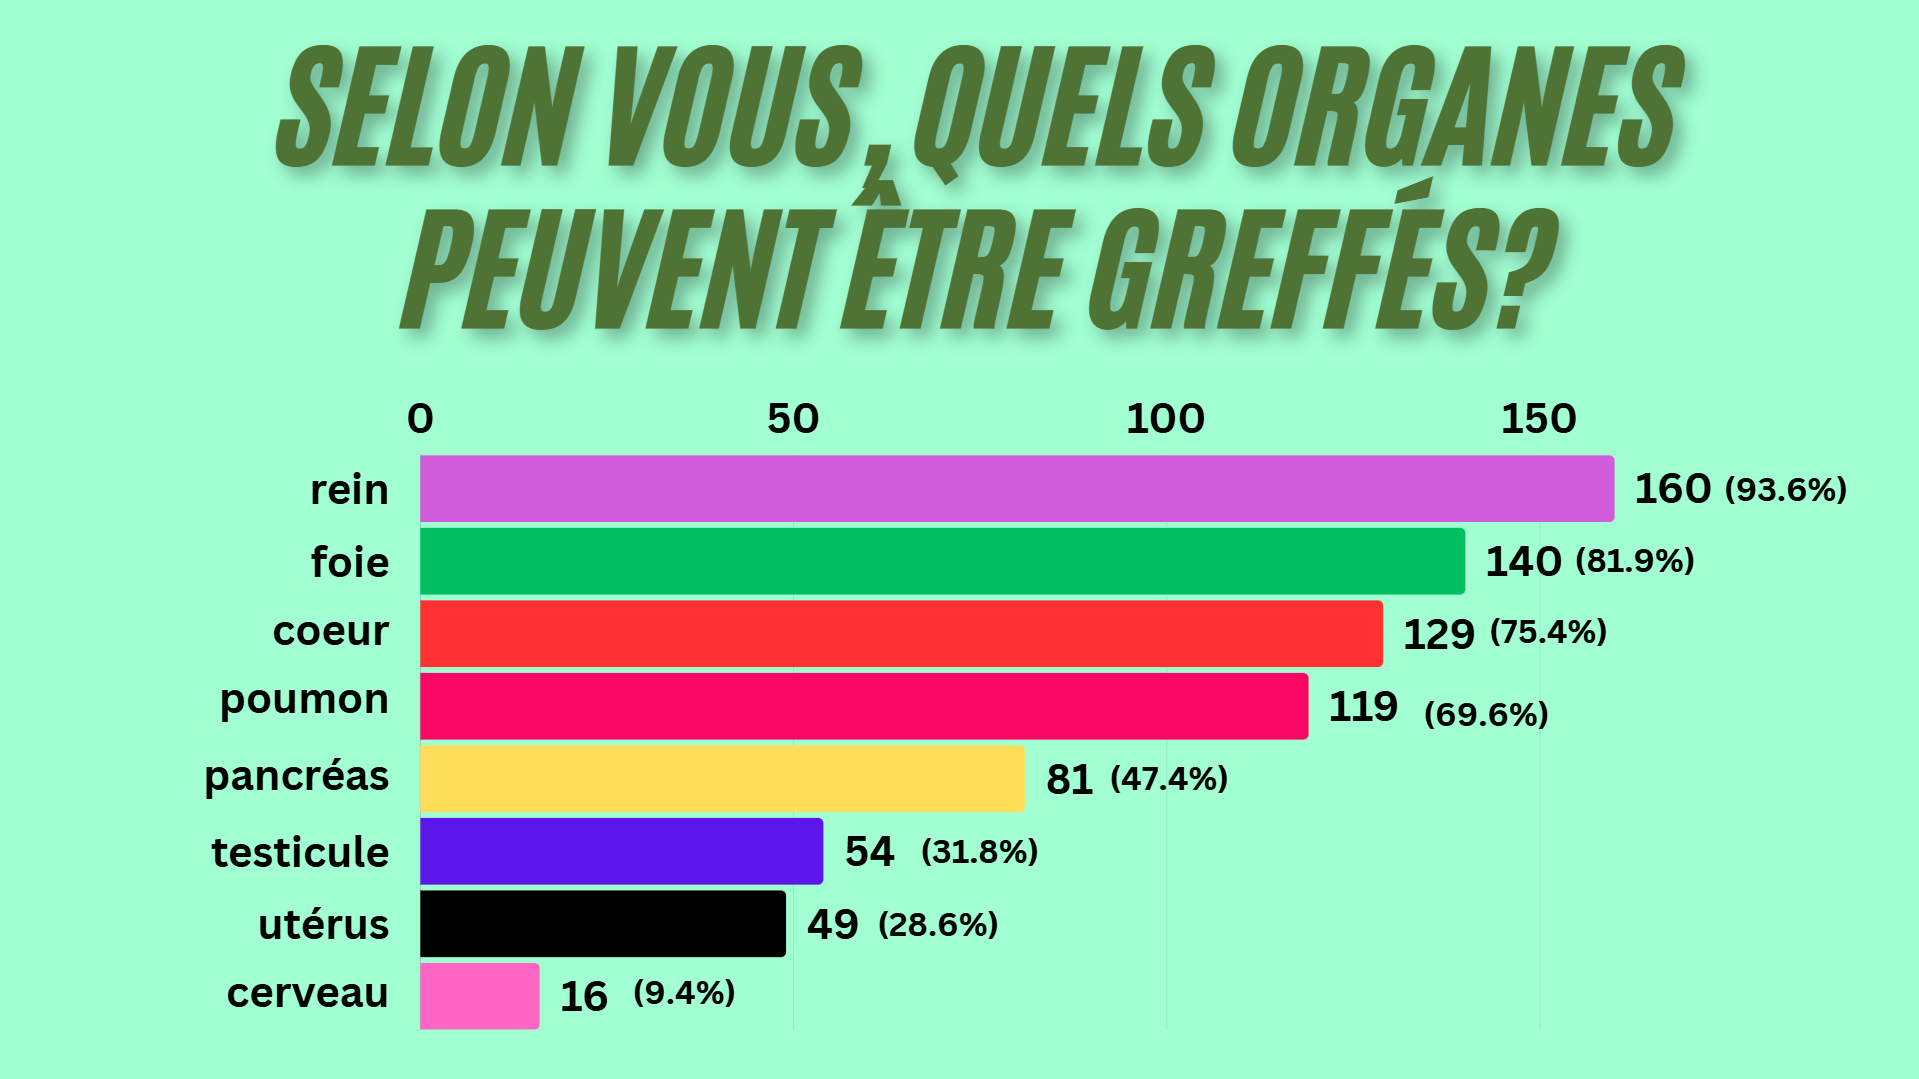 SELON VOUS, QUELS ORGANES
PEUVENT ÊTRE GREFFÉS?
0 50 100 150
rein 160 (93.6%)
foie 140 (81.9%)
coeur 129 (75.4%)
poumon 119 (69.6%)
pancréas 81 (47.4%)
testicule 54 (31.8%)
utérus 49 (28.6%)
cerveau 16 (9.4%)